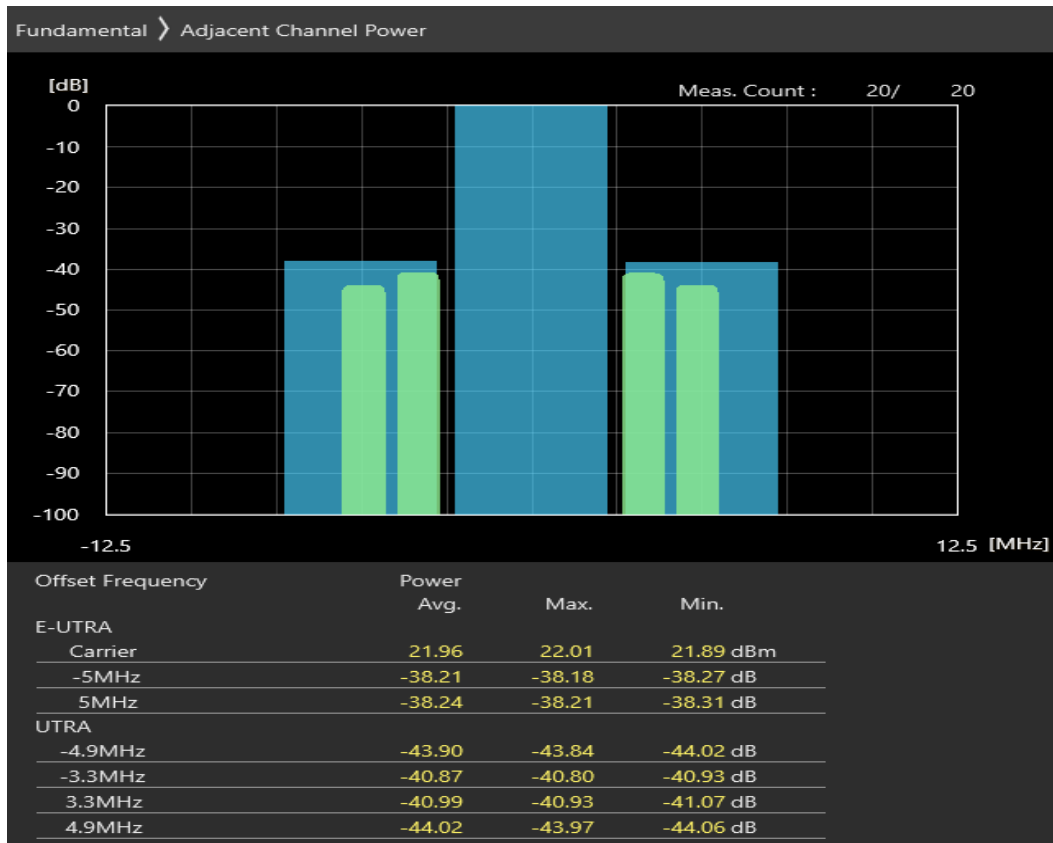 Fundamental 〉 Adjacent Channel Power
[dB]
Meas. Count : 20/ 20
0
-10
-20
-30
-40
-50
-60
-70
-80
-90
-100
-12.5 12.5 [MHz]
Offset Frequency Power
Avg. Max. Min.
E-UTRA
Carrier 21.96 22.01 21.89 dBm
-5MHz -38.21 -38.18 -38.27 dB
5MHz -38.24 -38.21 -38.31 dB
UTRA
-4.9MHz -43.90 -43.84 -44.02 dB
-3.3MHz -40.87 -40.80 -40.93 dB
3.3MHz -40.99 -40.93 -41.07 dB
4.9MHz -44.02 -43.97 -44.06 dB